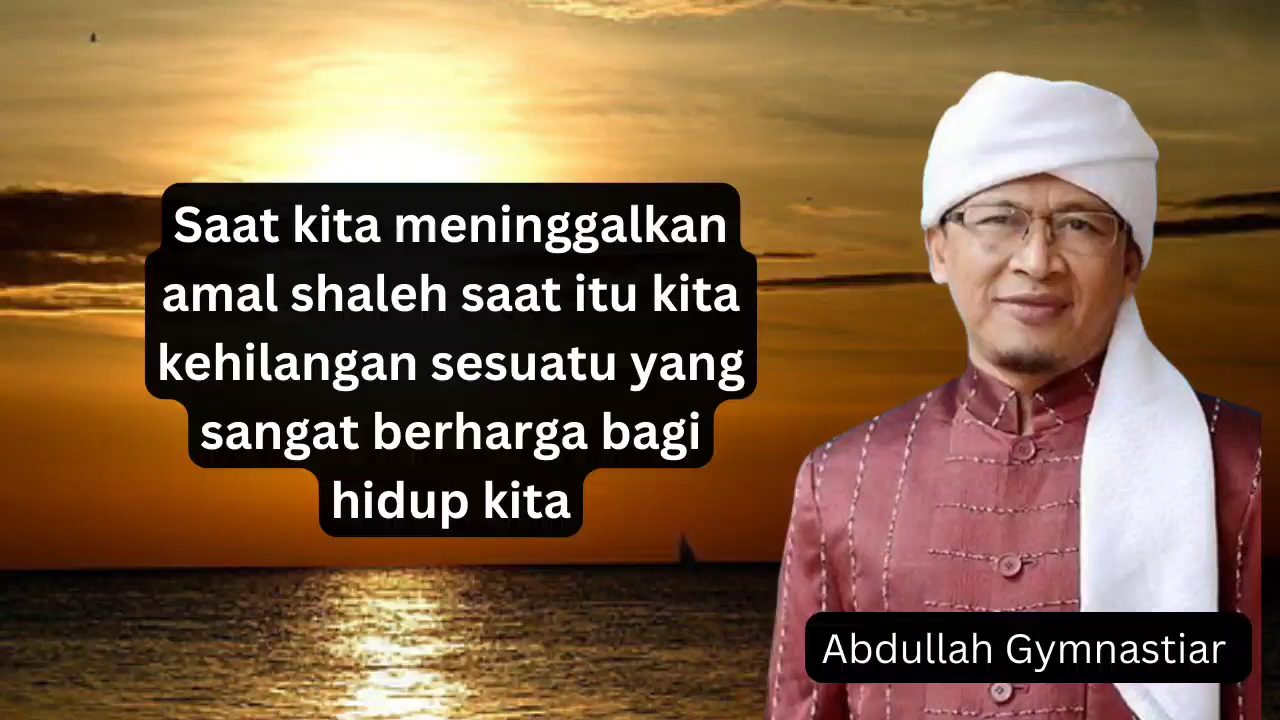 Saat kita meninggalkan
amal shaleh saat itu kita
kehilangan sesuatu yang
sangat berharga bagi
hidup kita
Abdullah Gymnastiar